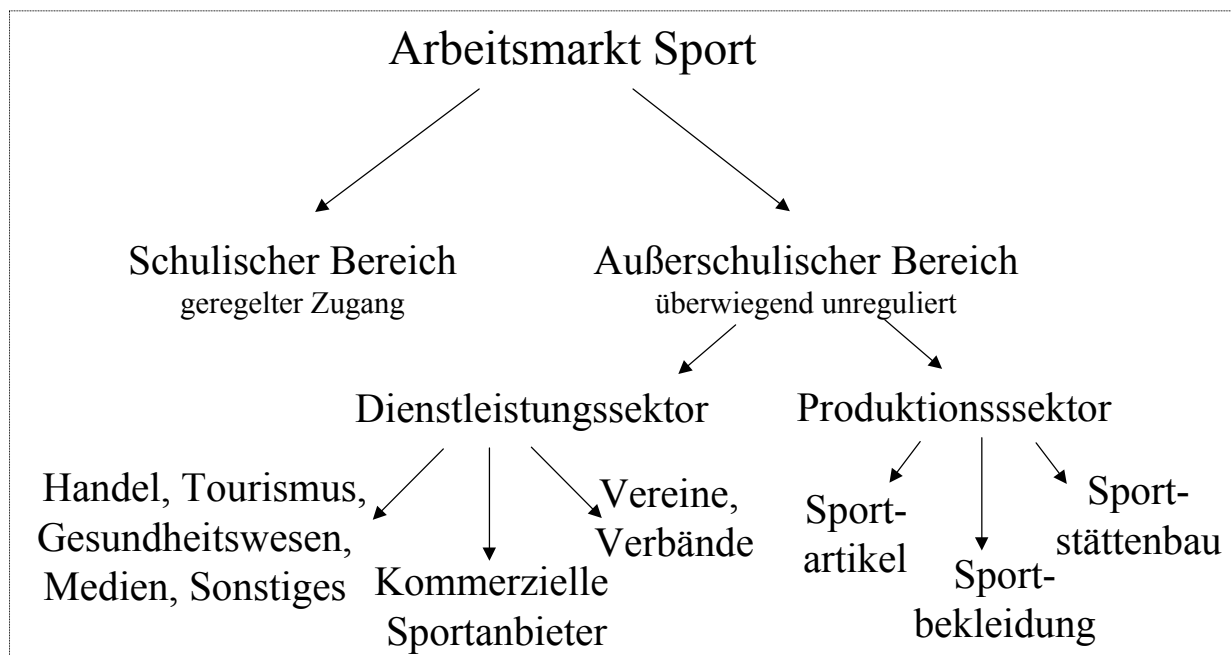 Arbeitsmarkt Sport
Schulischer Bereich
geregelter Zugang
Außerschulischer Bereich
überwiegend unreguliert
Dienstleistungssektor
Produktionsssektor
Handel, Tourismus,
Gesundheitswesen,
Medien, Sonstiges
Kommerzielle
Sportanbieter
Vereine,
Verbände
Sport-
artikel
Sport-
bekleidung
Sport-
stättenbau